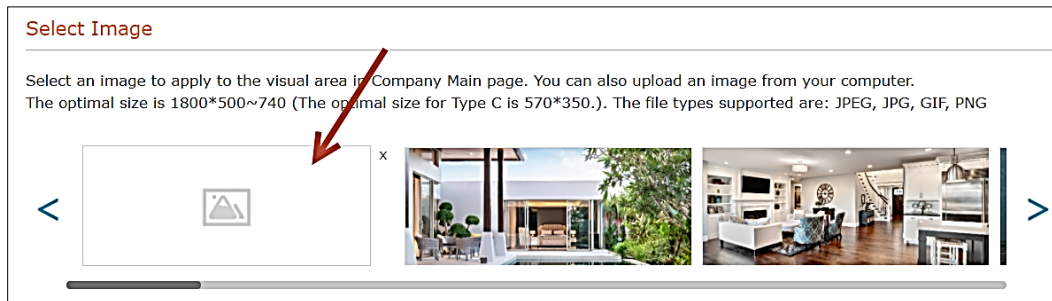 Select Image
Select an image to apply to the visual area in Company Main page. You can also upload an image from your computer.
The optimal size is 1800*500~740 (The optimal size for Type C is 570*350.). The file types supported are: JPEG, JPG, GIF, PNG
x
< >